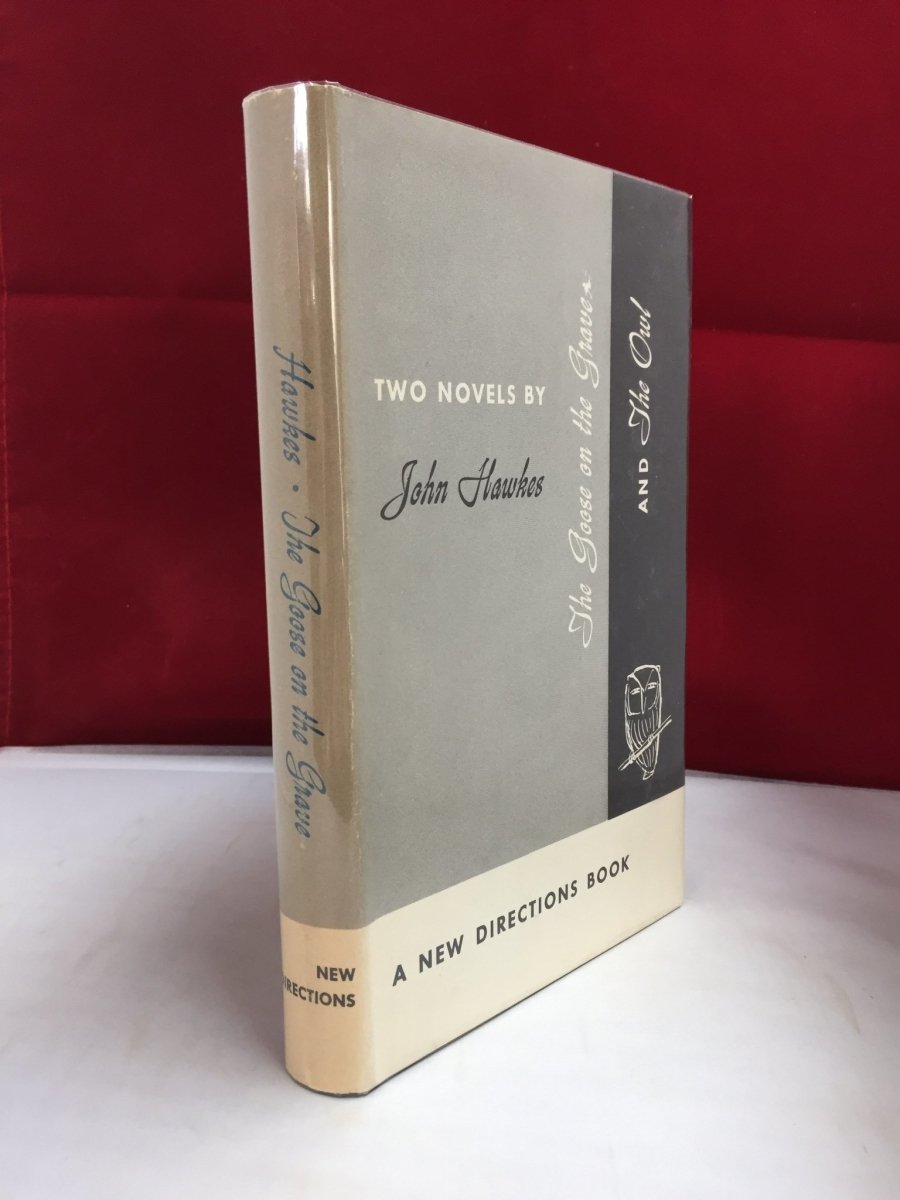 Hawkes • The Goose on the Grave
NEW
DIRECTIONS
TWO NOVELS BY
John Hawkes
The Goose on the Grave
AND The Owl
A NEW DIRECTIONS BOOK